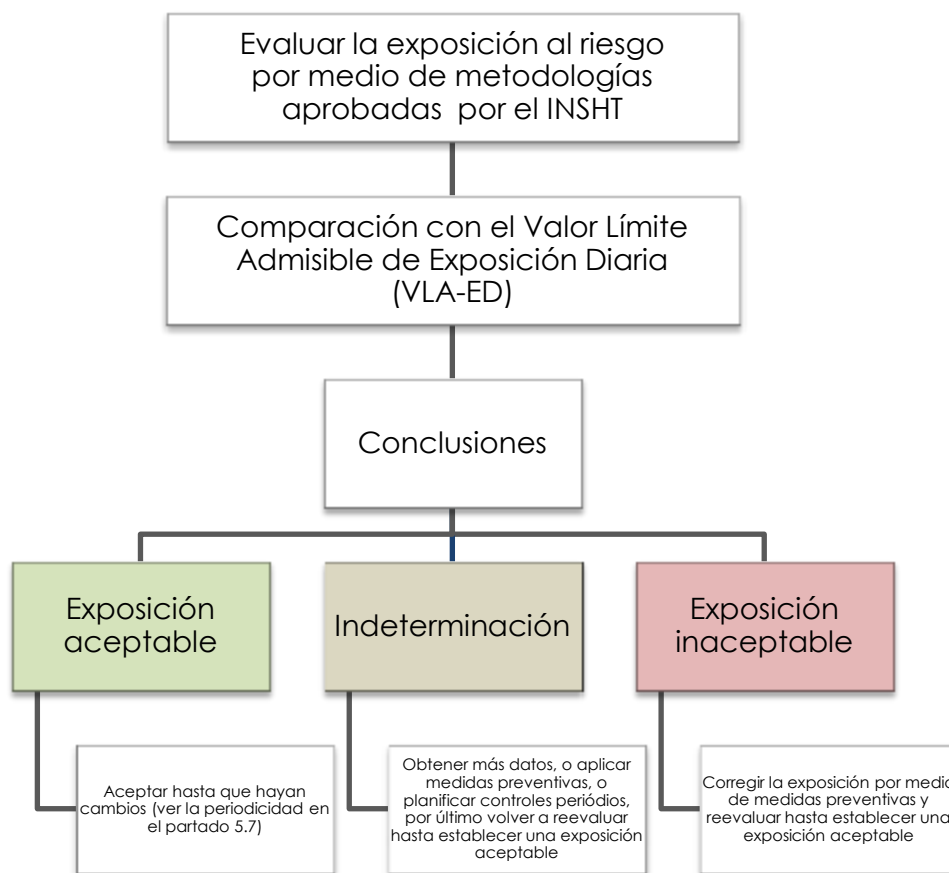 Evaluar la exposición al riesgo
por medio de metodologías
aprobadas por el INSHT
Comparación con el Valor Límite
Admisible de Exposición Diaria
(VLA-ED)
Conclusiones
Exposición
aceptable
Indeterminación
Exposición
inaceptable
Aceptar hasta que hayan
cambios (ver la periodicidad en
el partado 5.7)
Obtener más datos, o aplicar
medidas preventivas, o
planificar controles periódios,
por último volver a reevaluar
hasta establecer una exposición
aceptable
Corregir la exposición por medio
de medidas preventivas y
reevaluar hasta establecer una
exposición aceptable